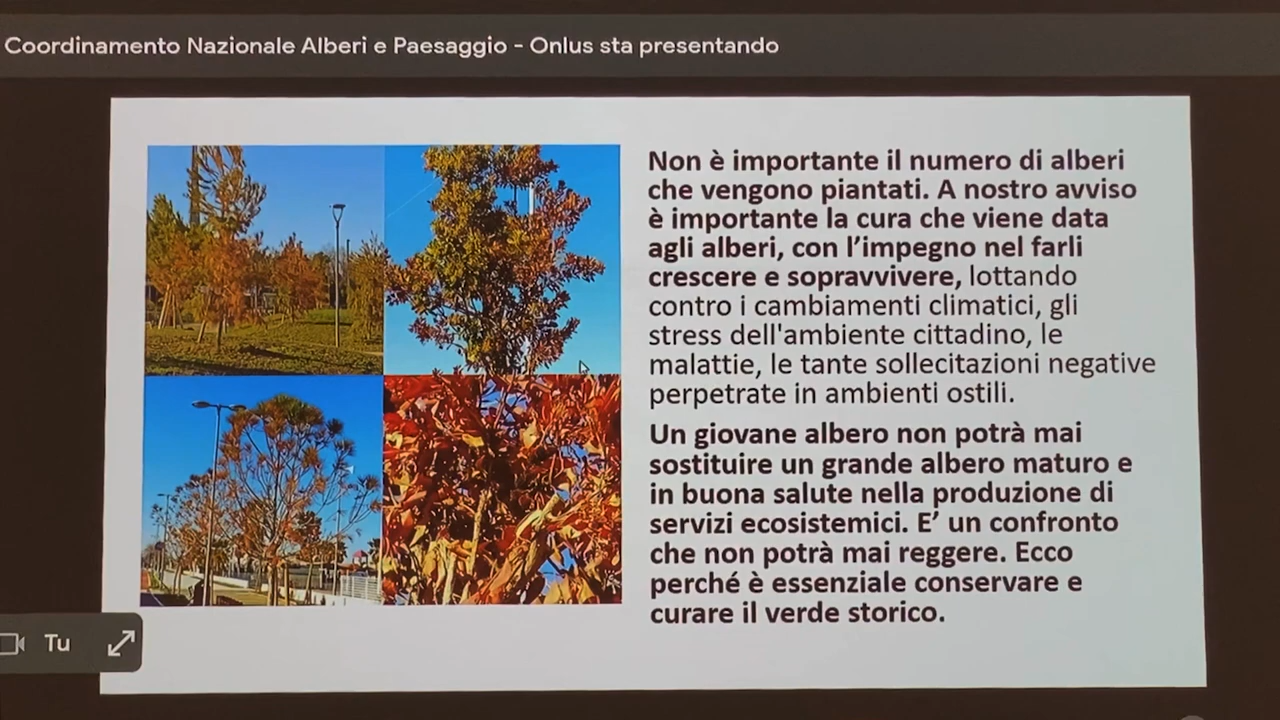 Coordinamento Nazionale Alberi e Paesaggio - Onlus sta presentando
Non è importante il numero di alberi
che vengono piantati. A nostro avviso
è importante la cura che viene data
agli alberi, con l’impegno nel farli
crescere e sopravvivere, lottando
contro i cambiamenti climatici, gli
stress dell'ambiente cittadino, le
malattie, le tante sollecitazioni negative
perpetrate in ambienti ostili.
Un giovane albero non potrà mai
sostituire un grande albero maturo e
in buona salute nella produzione di
servizi ecosistemici. E’ un confronto
che non potrà mai reggere. Ecco
perché è essenziale conservare e
curare il verde storico.
Tu